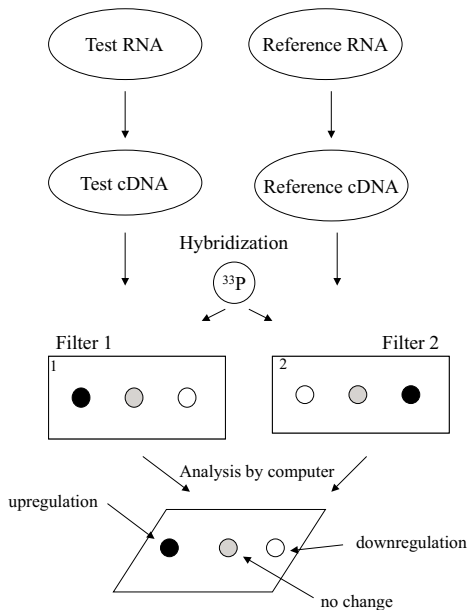 Test RNA
Reference RNA
Test cDNA
Reference cDNA
Hybridization
³³P
Filter 1
Filter 2
1
2
Analysis by computer
upregulation
downregulation
no change